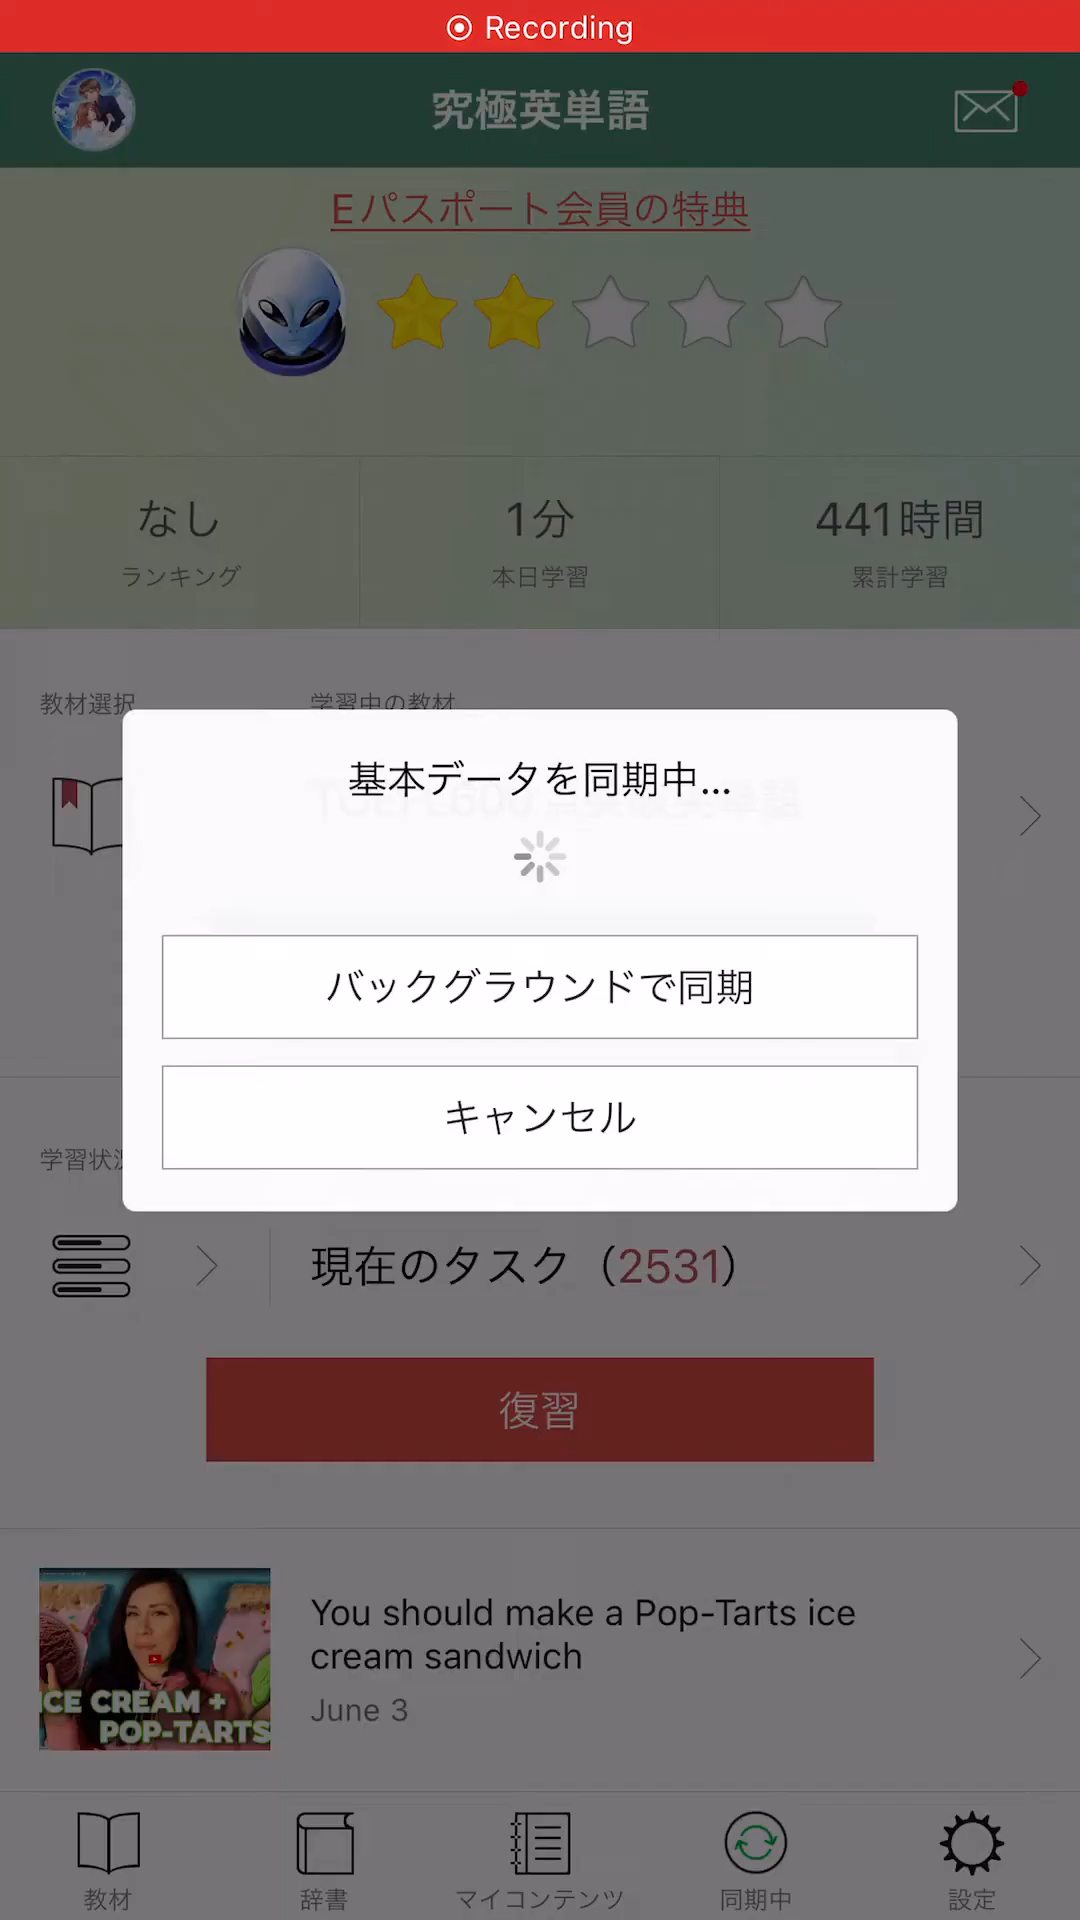 Recording
究極英単語
Eパスポート会員の特典
なし
1分
441時間
ランキング
本日学習
累計学習
教材選択
学習中の教材
基本データを同期中...
バックグラウンドで同期
キャンセル
学習状況
現在のタスク（2531）
復習
You should make a Pop-Tarts ice
cream sandwich
June 3
ICE CREAM +
POP-TARTS
教材
辞書
マイコンテンツ
同期中
設定